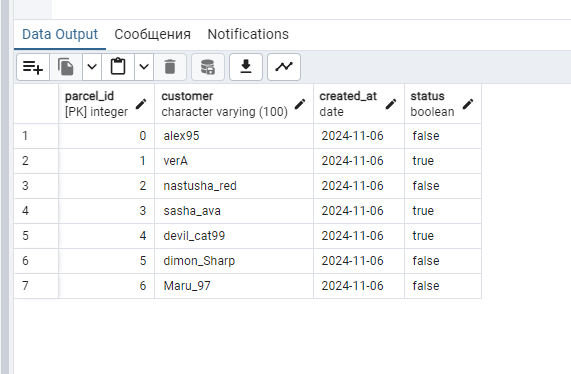 Data Output Сообщения Notifications
parcel_id customer created_at status
[PK] integer character varying (100) date boolean
1 0 alex95 2024-11-06 false
2 1 verA 2024-11-06 true
3 2 nastusha_red 2024-11-06 false
4 3 sasha_ava 2024-11-06 true
5 4 devil_cat99 2024-11-06 true
6 5 dimon_Sharp 2024-11-06 false
7 6 Maru_97 2024-11-06 false